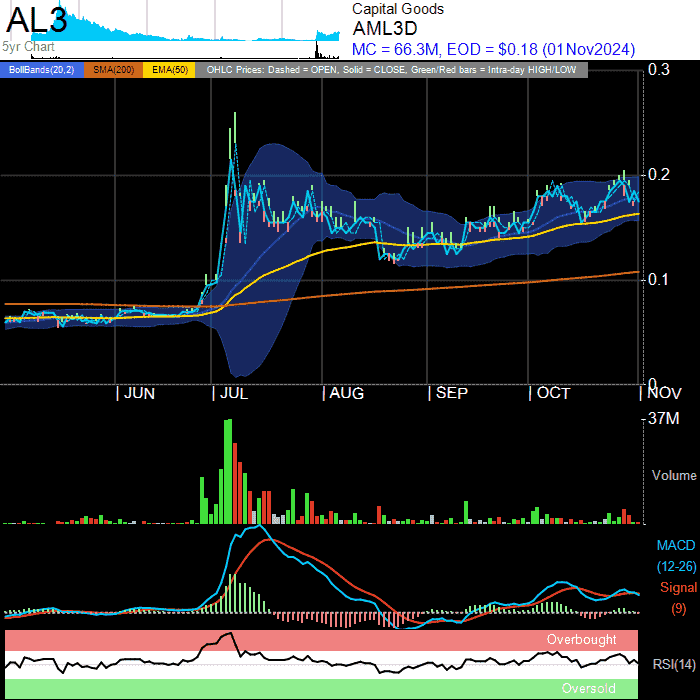 AL3
5yr Chart
Capital Goods
AML3D
MC = 66.3M, EOD = $0.18 (01Nov2024)
BollBands(20,2) SMA(200) EMA(50) OHLC Prices: Dashed = OPEN, Solid = CLOSE, Green/Red bars = Intra-day HIGH/LOW
0.3
0.2
0.1
0
JUN JUL AUG SEP OCT NOV
37M
Volume
MACD
(12-26)
Signal
(9)
Overbought
RSI(14)
Oversold